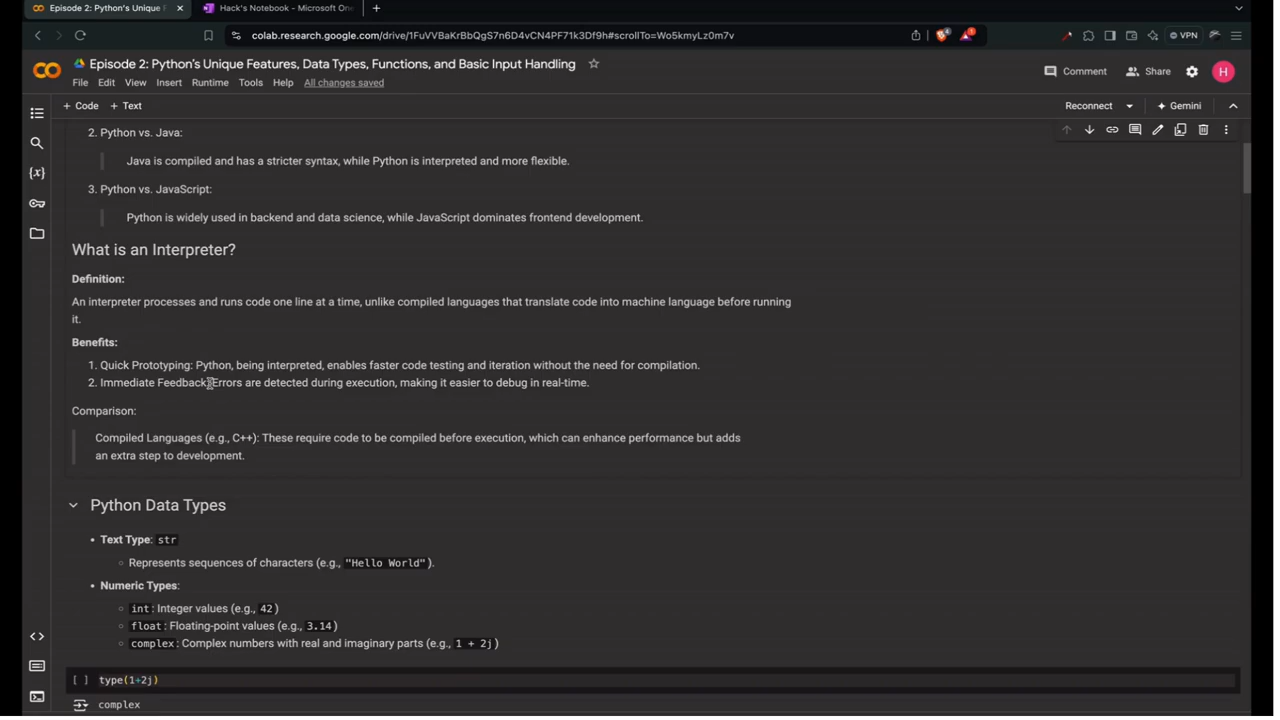 Episode 2: Python's Unique F
Hack's Notebook - Microsoft One
colab.research.google.com/drive/1FuVVBaKrBbQgS7n6D4vCN4PF71k3Df9h#scrollTo=Wo5kmyLz0m7v
VPN
Episode 2: Python's Unique Features, Data Types, Functions, and Basic Input Handling
File Edit View Insert Runtime Tools Help All changes saved
Comment Share H
+ Code + Text
Reconnect Gemini
2. Python vs. Java:
Java is compiled and has a stricter syntax, while Python is interpreted and more flexible.
3. Python vs. JavaScript:
Python is widely used in backend and data science, while JavaScript dominates frontend development.
What is an Interpreter?
Definition:
An interpreter processes and runs code one line at a time, unlike compiled languages that translate code into machine language before running
it.
Benefits:
1. Quick Prototyping: Python, being interpreted, enables faster code testing and iteration without the need for compilation.
2. Immediate Feedback: Errors are detected during execution, making it easier to debug in real-time.
Comparison:
Compiled Languages (e.g., C++): These require code to be compiled before execution, which can enhance performance but adds
an extra step to development.
Python Data Types
• Text Type: str
Represents sequences of characters (e.g., "Hello World").
• Numeric Types:
int: Integer values (e.g., 42)
float: Floating-point values (e.g., 3.14)
complex: Complex numbers with real and imaginary parts (e.g., 1 + 2j)
[ ] type(1+2j)
complex